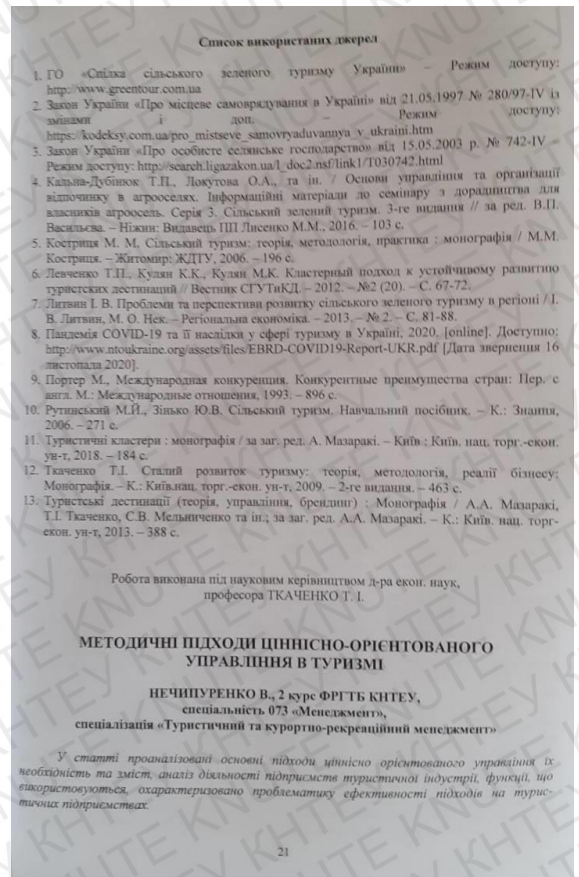 Список використаних джерел
1. ГО «Спілка сільського зеленого туризму України» – Режим доступу:
http://www.greentour.com.ua
2. Закон України «Про місцеве самоврядування в Україні» від 21.05.1997 № 280/97-IV із
змінами і доп. – Режим доступу:
https://kodeksy.com.ua/pro_mistseve_samovryaduvannya_v_ukraini.htm
3. Закон України «Про особисте селянське господарство» від 15.05.2003 р. № 742-IV –
Режим доступу: http://search.ligazakon.ua/l_doc2.nsf/link1/T030742.html
4. Кальна-Дубінюк Т.П., Локутова О.А., та ін. / Основи управління та організації
відпочинку в агрооселях. Інформаційні матеріали до семінару з дорадництва для
власників агроосель. Серія 3. Сільський зелений туризм. 3-ге видання // за ред. В.П.
Васильєва. – Ніжин: Видавець ПП Лисенко М.М., 2016. – 103 с.
5. Костриця М. М. Сільський туризм: теорія, методологія, практика : монографія / М.М.
Костриця. – Житомир: ЖДТУ, 2006. – 196 с.
6. Левченко Т.П., Кулян К.К., Кулян М.К. Кластерный подход к устойчивому развитию
туристских дестинаций // Вестник СГУТиКД. – 2012. – №2 (20). – С. 67-72.
7. Литвин І. В. Проблеми та перспективи розвитку сільського зеленого туризму в регіоні / І.
В. Литвин, М. О. Нек. – Регіональна економіка. – 2013. – № 2. – С. 81-88.
8. Пандемія COVID-19 та її наслідки у сфері туризму в Україні, 2020. [online]. Доступно:
http://www.ntoukraine.org/assets/files/EBRD-COVID19-Report-UKR.pdf [Дата звернення 16
листопада 2020].
9. Портер М., Международная конкуренция. Конкурентные преимущества стран: Пер. с
англ. М.: Международные отношения, 1993. – 896 с.
10. Рутинський М.Й., Зінько Ю.В. Сільський туризм. Навчальний посібник. – К.: Знання,
2006. – 271 с.
11. Туристичні кластери : монографія / за заг. ред. А. Мазаракі. – Київ : Київ. нац. торг.-екон.
ун-т, 2018. – 184 с.
12. Ткаченко Т.І. Сталий розвиток туризму: теорія, методологія, реалії бізнесу:
Монографія. – К.: Київ.нац. торг.-екон. ун-т, 2009. – 2-ге видання. – 463 с.
13. Туристські дестинації (теорія, управління, брендинг) : Монографія / А.А. Мазаракі,
Т.І. Ткаченко, С.В. Мельниченко та ін.; за заг. ред. А.А. Мазаракі. – К.: Київ. нац. торг-
екон. ун-т, 2013. – 388 с.
Робота виконана під науковим керівництвом д-ра екон. наук,
професора ТКАЧЕНКО Т. І.
МЕТОДИЧНІ ПІДХОДИ ЦІННІСНО-ОРІЄНТОВАНОГО
УПРАВЛІННЯ В ТУРИЗМІ
НЕЧИПУРЕНКО В., 2 курс ФРГТБ КНТЕУ,
спеціальність 073 «Менеджмент»,
спеціалізація «Туристичний та курортно-рекреаційний менеджмент»
У статті проаналізовані основні підходи ціннісно орієнтованого управління їх
необхідність та зміст, аналіз діяльності підприємств туристичної індустрії, функції, що
використовуються, охарактеризовано проблематику ефективності підходів на турис-
тичних підприємствах.
21